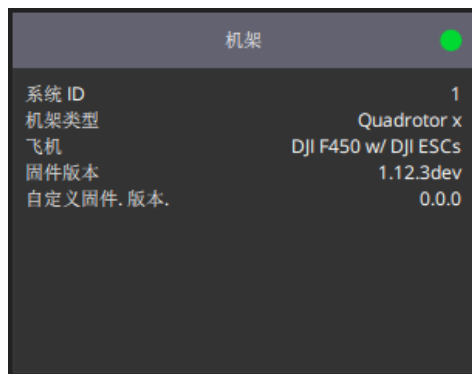 机架
系统 ID 1
机架类型 Quadrotor x
飞机 DJI F450 w/ DJI ESCs
固件版本 1.12.3dev
自定义固件. 版本. 0.0.0